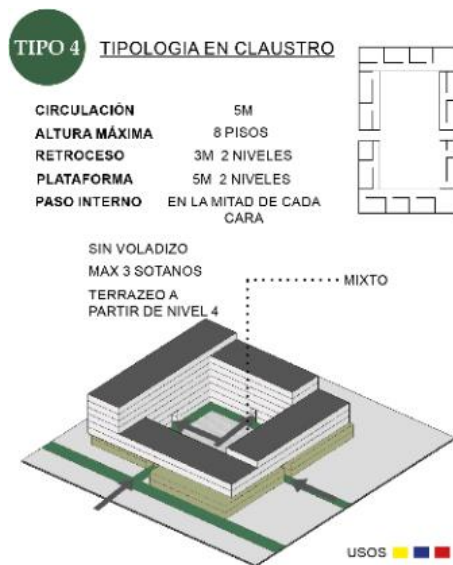 TIPO 4
TIPOLOGIA EN CLAUSTRO
CIRCULACIÓN 5M
ALTURA MÁXIMA 8 PISOS
RETROCESO 3M 2 NIVELES
PLATAFORMA 5M 2 NIVELES
PASO INTERNO EN LA MITAD DE CADA
CARA
SIN VOLADIZO
MAX 3 SOTANOS
TERRAZEO A
PARTIR DE NIVEL 4
MIXTO
USOS